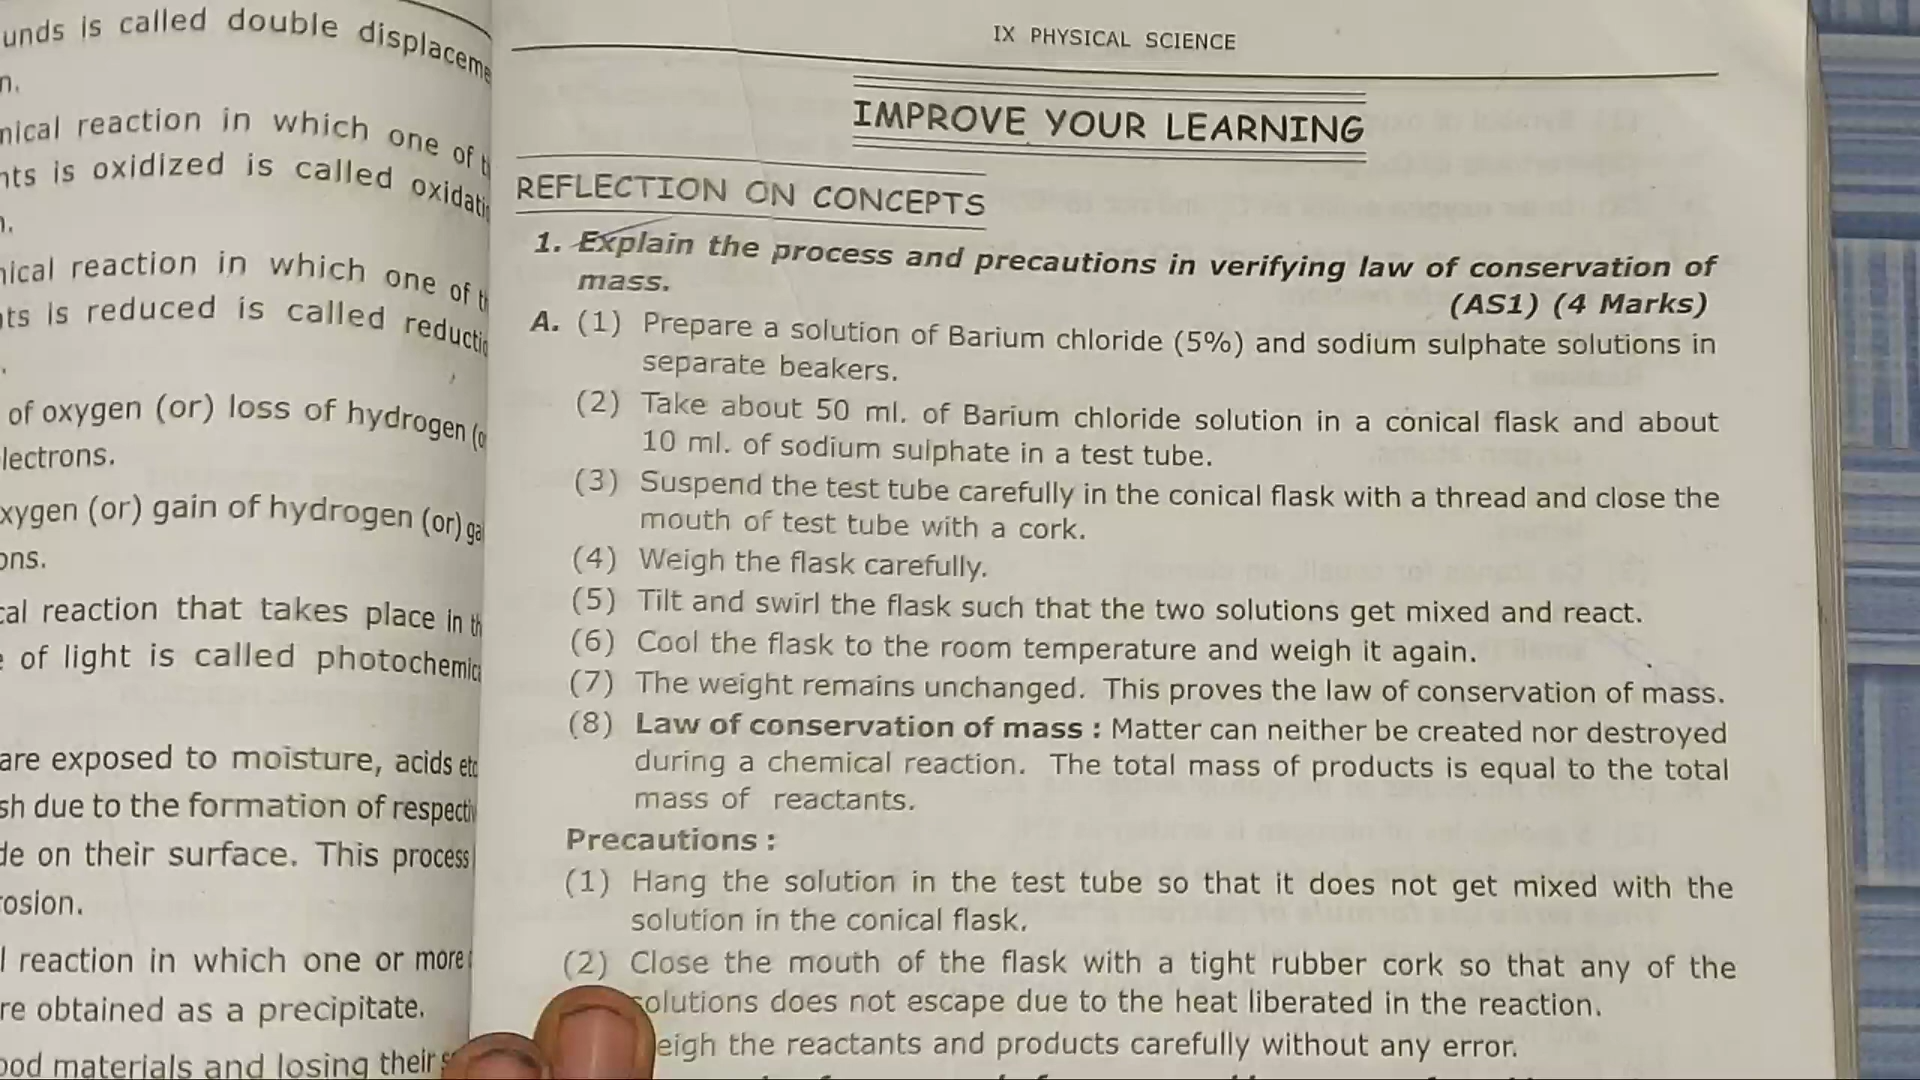 unds is called double displaceme
n.
nical reaction in which one of
nts is oxidized is called oxidati
n.
nical reaction in which one of
nts is reduced is called reductio
of oxygen (or) loss of hydrogen
lectrons.
xygen (or) gain of hydrogen (or) ga
ons.
cal reaction that takes place in
of light is called photochemica
are exposed to moisture, acids etc
sh due to the formation of respectiv
de on their surface. This process
rosion.
l reaction in which one or more
re obtained as a precipitate.
ood materials and losing their
IX PHYSICAL SCIENCE
IMPROVE YOUR LEARNING
REFLECTION ON CONCEPTS
1. Explain the process and precautions in verifying law of conservation of
mass.
(AS1) (4 Marks)
A. (1) Prepare a solution of Barium chloride (5%) and sodium sulphate solutions in
separate beakers.
(2) Take about 50 ml. of Barium chloride solution in a conical flask and about
10 ml. of sodium sulphate in a test tube.
(3) Suspend the test tube carefully in the conical flask with a thread and close the
mouth of test tube with a cork.
(4) Weigh the flask carefully.
(5) Tilt and swirl the flask such that the two solutions get mixed and react.
(6) Cool the flask to the room temperature and weigh it again.
(7) The weight remains unchanged. This proves the law of conservation of mass.
(8) Law of conservation of mass : Matter can neither be created nor destroyed
during a chemical reaction. The total mass of products is equal to the total
mass of reactants.
Precautions :
(1) Hang the solution in the test tube so that it does not get mixed with the
solution in the conical flask.
(2) Close the mouth of the flask with a tight rubber cork so that any of the
solutions does not escape due to the heat liberated in the reaction.
eigh the reactants and products carefully without any error.